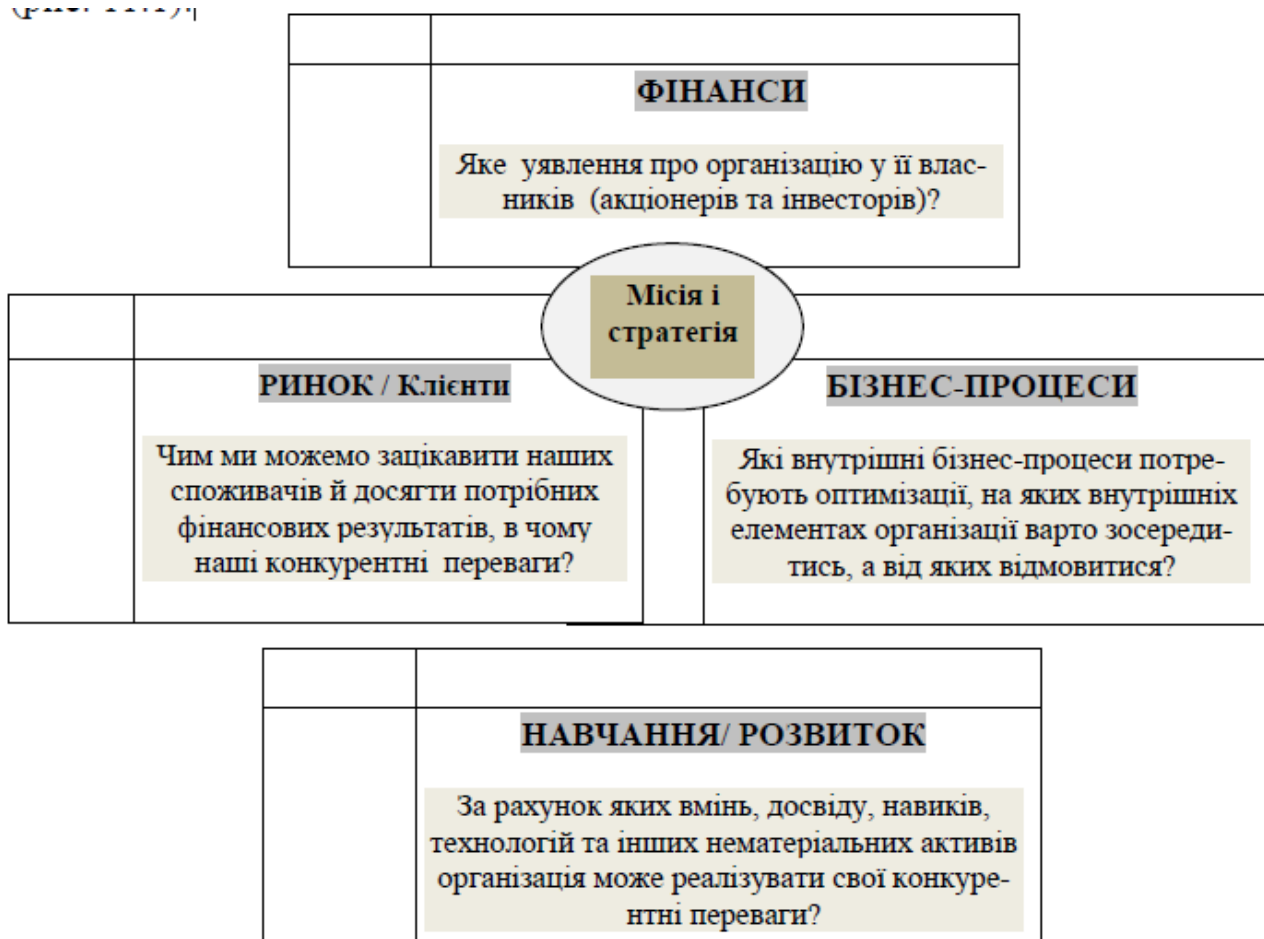 ФІНАНСИ
Яке уявлення про організацію у її влас-
ників (акціонерів та інвесторів)?
Місія і
стратегія
РИНОК / Клієнти
Чим ми можемо зацікавити наших
споживачів й досягти потрібних
фінансових результатів, в чому
наші конкурентні переваги?
БІЗНЕС-ПРОЦЕСИ
Які внутрішні бізнес-процеси потре-
бують оптимізації, на яких внутрішніх
елементах організації варто зосереди-
тись, а від яких відмовитися?
НАВЧАННЯ/ РОЗВИТОК
За рахунок яких вмінь, досвіду, навиків,
технологій та інших нематеріальних активів
організація може реалізувати свої конкуре-
нтні переваги?